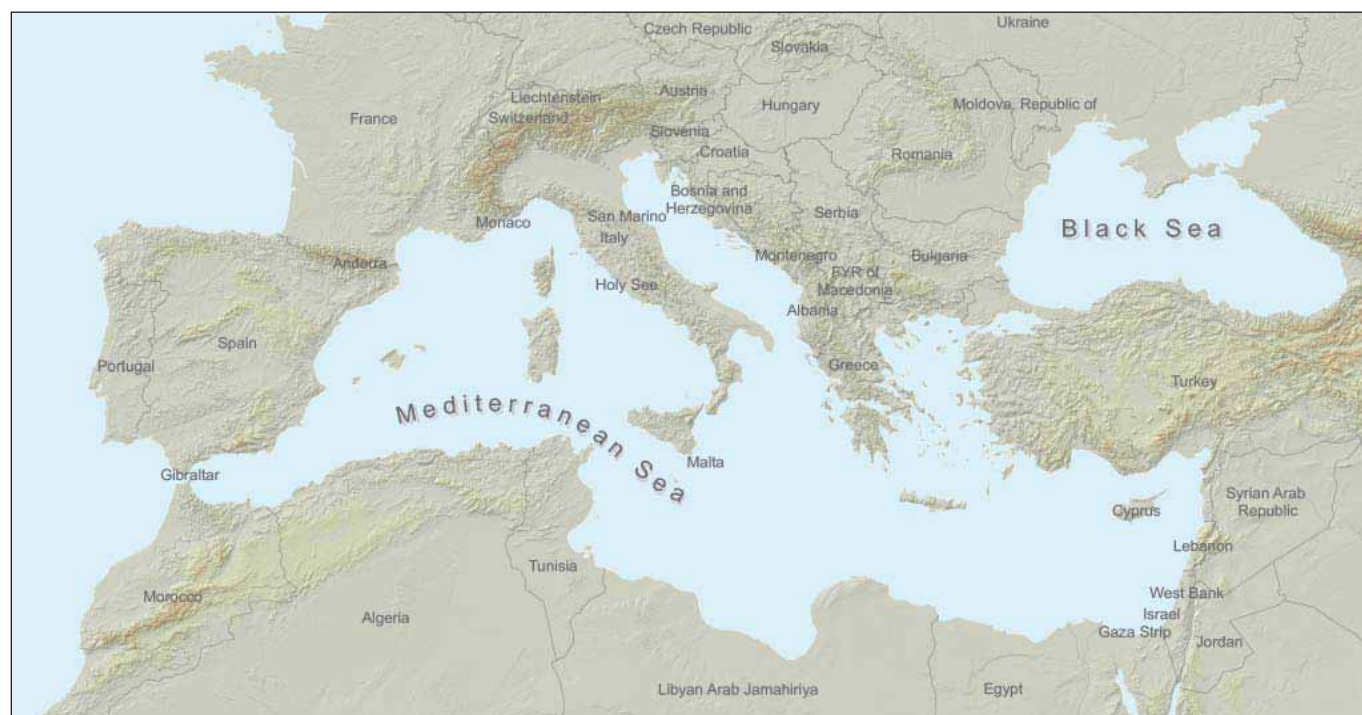 Ukraine
Czech Republic
Slovakia
Liechtenstein
Austria
Hungary
Moldova, Republic of
France
Switzerland
Slovenia
Croatia
Romania
Bosnia and
Herzegovina
Monaco
San Marino
Italy
Serbia
Black Sea
Andorra
Montenegro
Bulgaria
Holy See
FYR of
Macedonia
Albania
Portugal
Spain
Greece
Turkey
Mediterranean Sea
Gibraltar
Malta
Cyprus
Syrian Arab
Republic
Lebanon
Tunisia
Morocco
West Bank
Algeria
Israel
Gaza Strip
Jordan
Libyan Arab Jamahiriya
Egypt